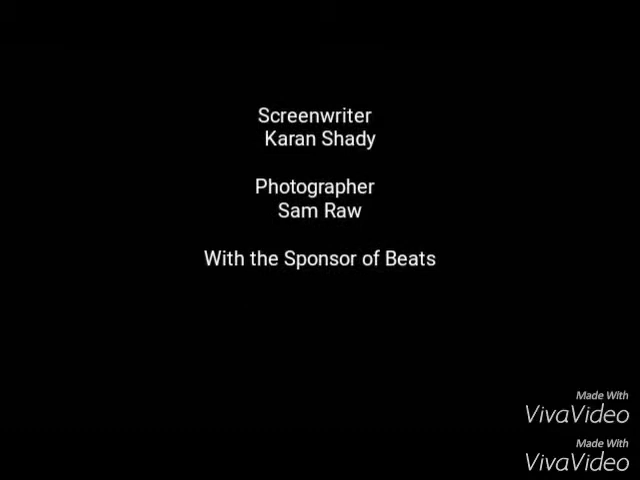 Screenwriter
Karan Shady
Photographer
Sam Raw
With the Sponsor of Beats
Made With
VivaVideo
Made With
VivaVideo